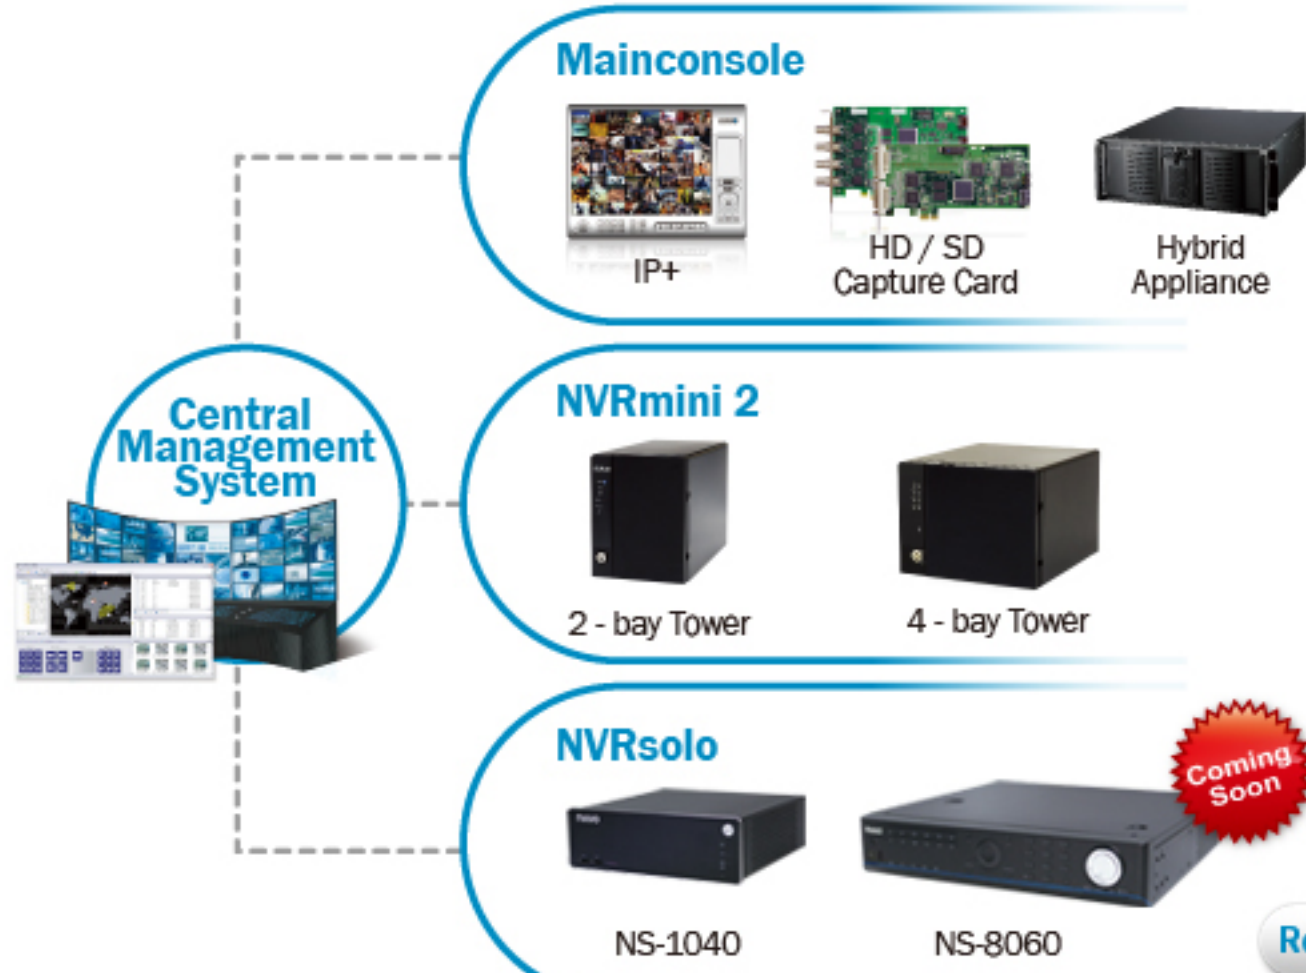 Mainconsole
IP+
HD / SD
Capture Card
Hybrid
Appliance
Central
Management
System
NVRmini 2
2 - bay Tower
4 - bay Tower
NVRsolo
Coming
Soon
NS-1040
NS-8060